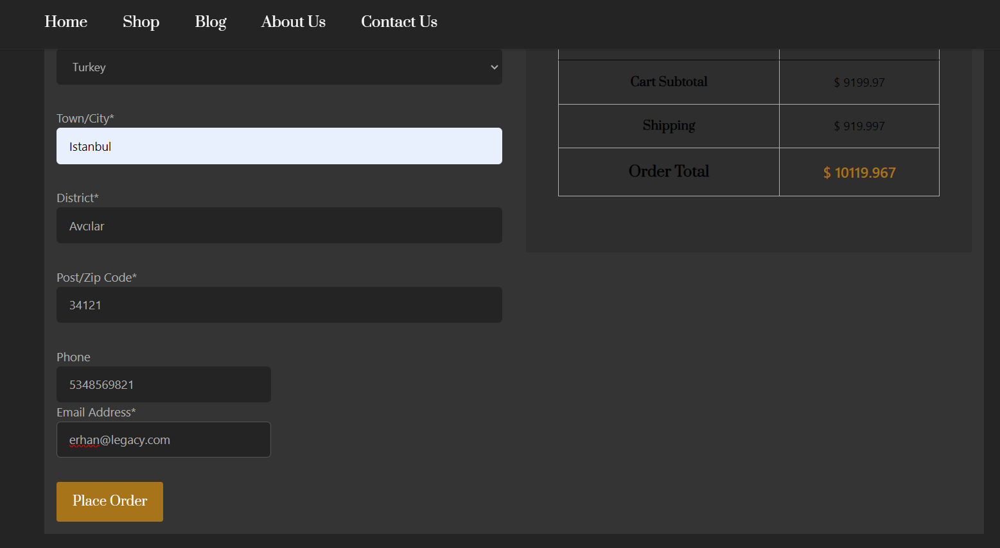 Home Shop Blog About Us Contact Us
Turkey
Town/City*
Istanbul
District*
Avcılar
Post/Zip Code*
34121
Phone
5348569821
Email Address*
erhan@legacy.com
Place Order
Cart Subtotal $ 9199.97
Shipping $ 919.997
Order Total $ 10119.967